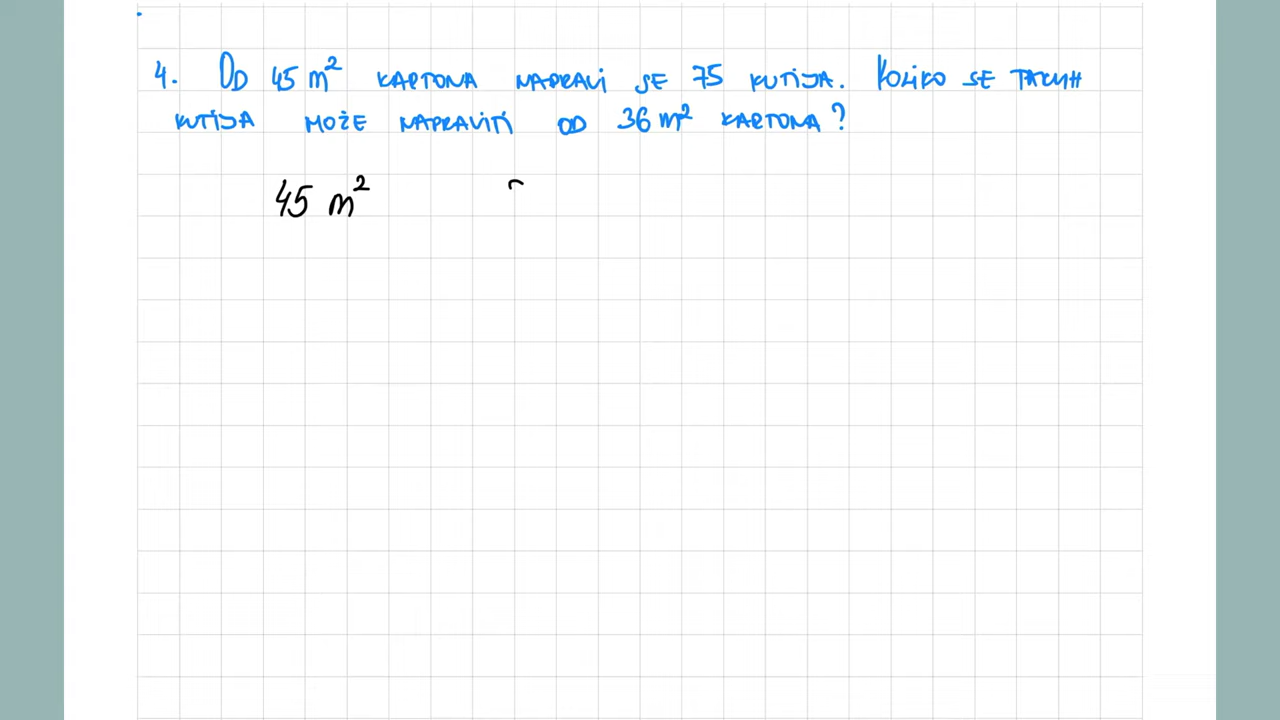 4. OD 45 m² KARTONA NAPRAVI SE 75 KUTIJA. KOLIKO SE TAKVIH
KUTIJA MOŽE NAPRAVITI OD 36 m² KARTONA?
45 m²